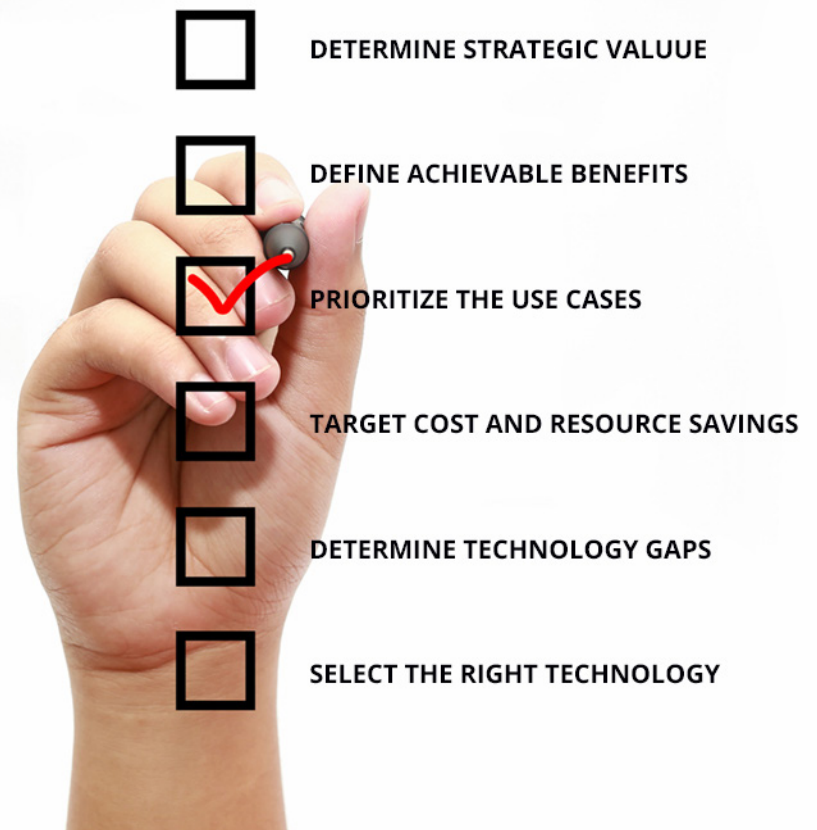 DETERMINE STRATEGIC VALUUE
DEFINE ACHIEVABLE BENEFITS
PRIORITIZE THE USE CASES
TARGET COST AND RESOURCE SAVINGS
DETERMINE TECHNOLOGY GAPS
SELECT THE RIGHT TECHNOLOGY